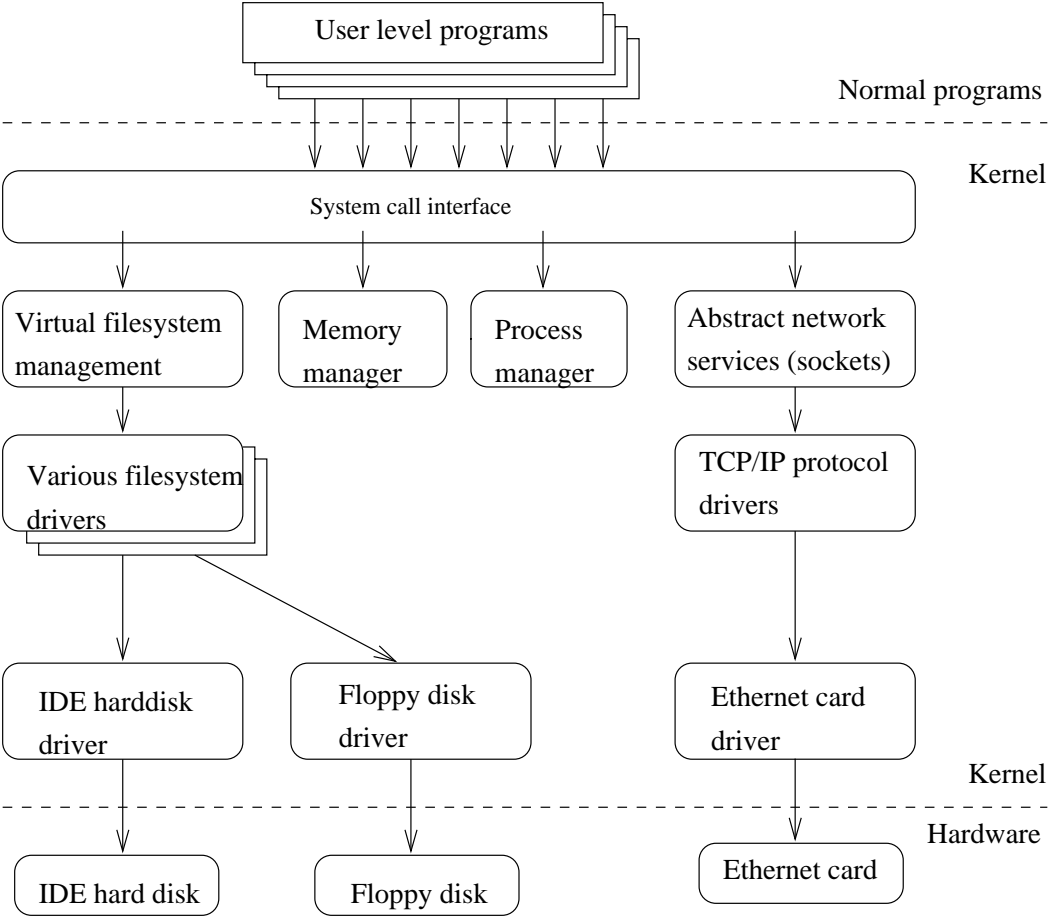 User level programs
Normal programs
Kernel
System call interface
Virtual filesystem
management
Memory
manager
Process
manager
Abstract network
services (sockets)
Various filesystem
drivers
TCP/IP protocol
drivers
IDE harddisk
driver
Floppy disk
driver
Ethernet card
driver
Kernel
Hardware
IDE hard disk
Floppy disk
Ethernet card